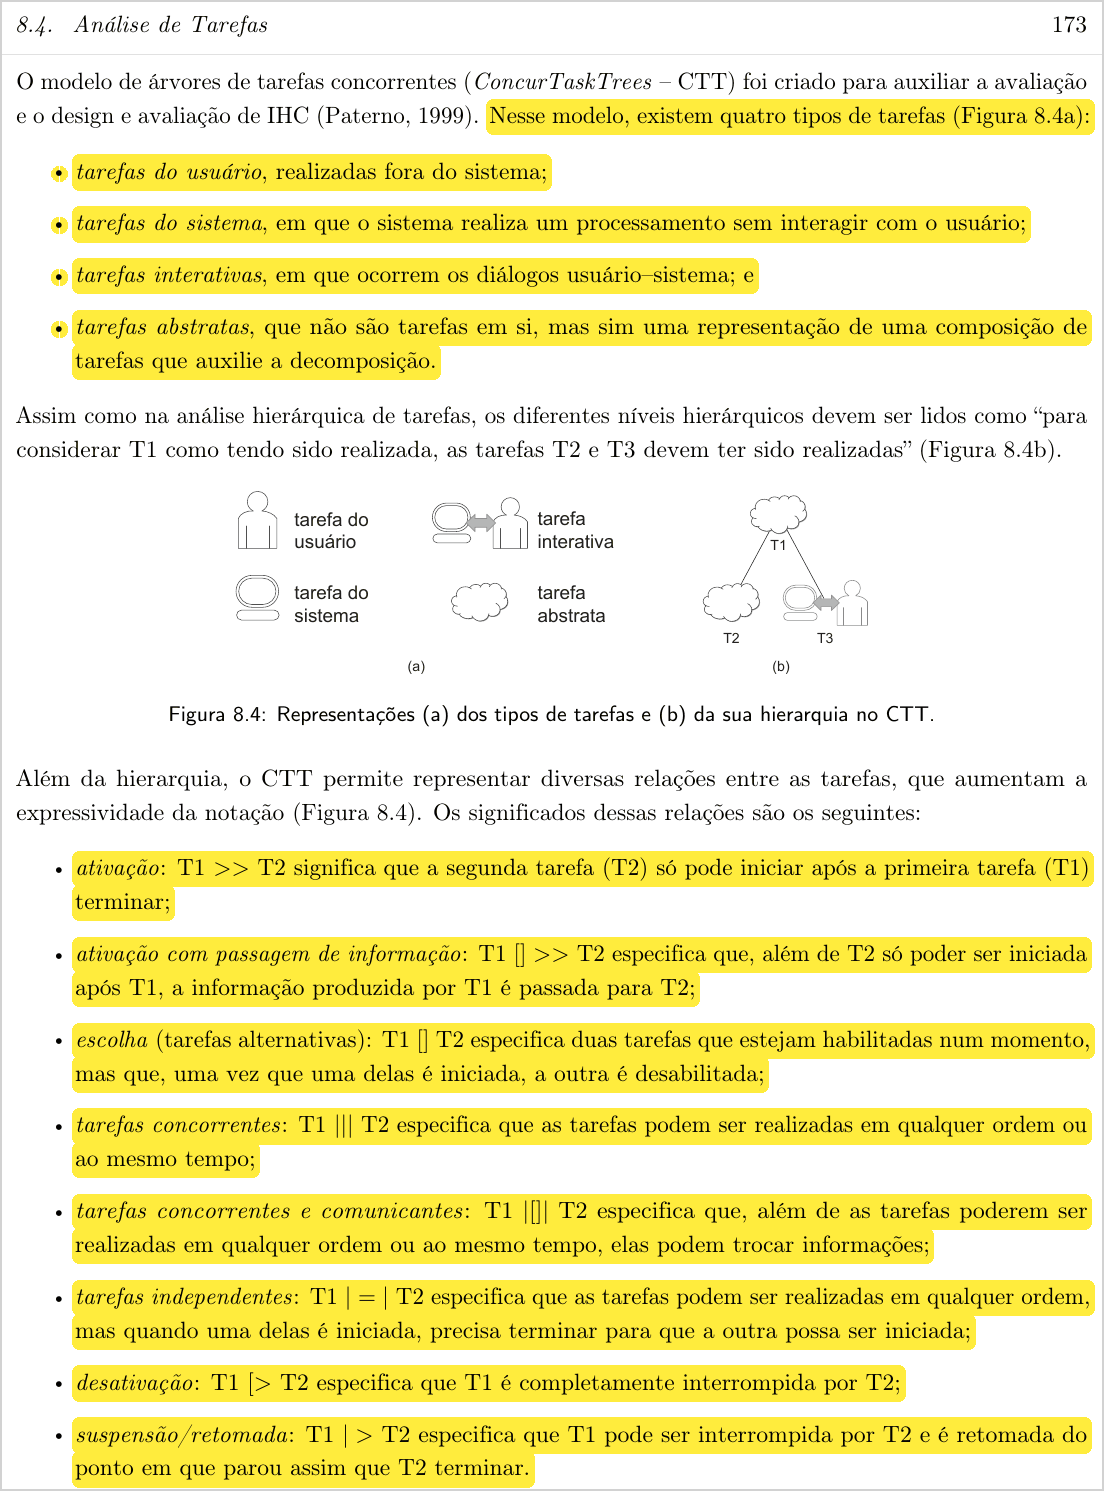 8.4. Análise de Tarefas 173
O modelo de árvores de tarefas concorrentes (ConcurTaskTrees – CTT) foi criado para auxiliar a avaliação
e o design e avaliação de IHC (Paterno, 1999). Nesse modelo, existem quatro tipos de tarefas (Figura 8.4a):
• tarefas do usuário, realizadas fora do sistema;
• tarefas do sistema, em que o sistema realiza um processamento sem interagir com o usuário;
• tarefas interativas, em que ocorrem os diálogos usuário–sistema; e
• tarefas abstratas, que não são tarefas em si, mas sim uma representação de uma composição de
tarefas que auxilie a decomposição.
Assim como na análise hierárquica de tarefas, os diferentes níveis hierárquicos devem ser lidos como “para
considerar T1 como tendo sido realizada, as tarefas T2 e T3 devem ter sido realizadas” (Figura 8.4b).
tarefa do
usuário
tarefa
interativa
tarefa do
sistema
tarefa
abstrata
(a)
T1
T2
T3
(b)
Figura 8.4: Representações (a) dos tipos de tarefas e (b) da sua hierarquia no CTT.
Além da hierarquia, o CTT permite representar diversas relações entre as tarefas, que aumentam a
expressividade da notação (Figura 8.4). Os significados dessas relações são os seguintes:
• ativação: T1 >> T2 significa que a segunda tarefa (T2) só pode iniciar após a primeira tarefa (T1)
terminar;
• ativação com passagem de informação: T1 [] >> T2 especifica que, além de T2 só poder ser iniciada
após T1, a informação produzida por T1 é passada para T2;
• escolha (tarefas alternativas): T1 [] T2 especifica duas tarefas que estejam habilitadas num momento,
mas que, uma vez que uma delas é iniciada, a outra é desabilitada;
• tarefas concorrentes: T1 ||| T2 especifica que as tarefas podem ser realizadas em qualquer ordem ou
ao mesmo tempo;
• tarefas concorrentes e comunicantes: T1 |[]| T2 especifica que, além de as tarefas poderem ser
realizadas em qualquer ordem ou ao mesmo tempo, elas podem trocar informações;
• tarefas independentes: T1 | = | T2 especifica que as tarefas podem ser realizadas em qualquer ordem,
mas quando uma delas é iniciada, precisa terminar para que a outra possa ser iniciada;
• desativação: T1 [> T2 especifica que T1 é completamente interrompida por T2;
• suspensão/retomada: T1 | > T2 especifica que T1 pode ser interrompida por T2 e é retomada do
ponto em que parou assim que T2 terminar.